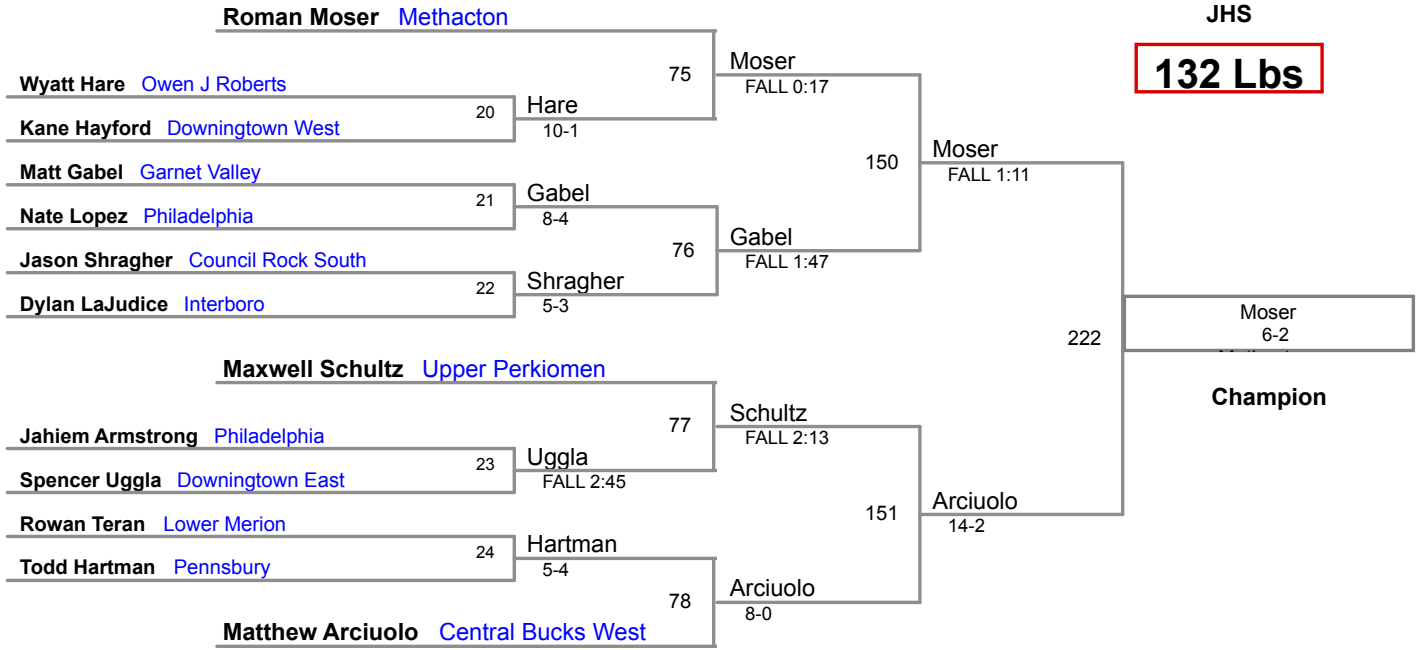 Roman Moser Methacton
JHS
132 Lbs
75
Moser
FALL 0:17
Wyatt Hare Owen J Roberts
20
Hare
10-1
Kane Hayford Downingtown West
150
Moser
FALL 1:11
Matt Gabel Garnet Valley
21
Gabel
8-4
Nate Lopez Philadelphia
76
Gabel
FALL 1:47
Jason Shragher Council Rock South
22
Shragher
5-3
Dylan LaJudice Interboro
222
Moser
6-2
Champion
Maxwell Schultz Upper Perkiomen
77
Schultz
FALL 2:13
Jahiem Armstrong Philadelphia
23
Uggla
FALL 2:45
Spencer Uggla Downingtown East
151
Arciuolo
14-2
Rowan Teran Lower Merion
24
Hartman
5-4
Todd Hartman Pennsbury
78
Arciuolo
8-0
Matthew Arciuolo Central Bucks West